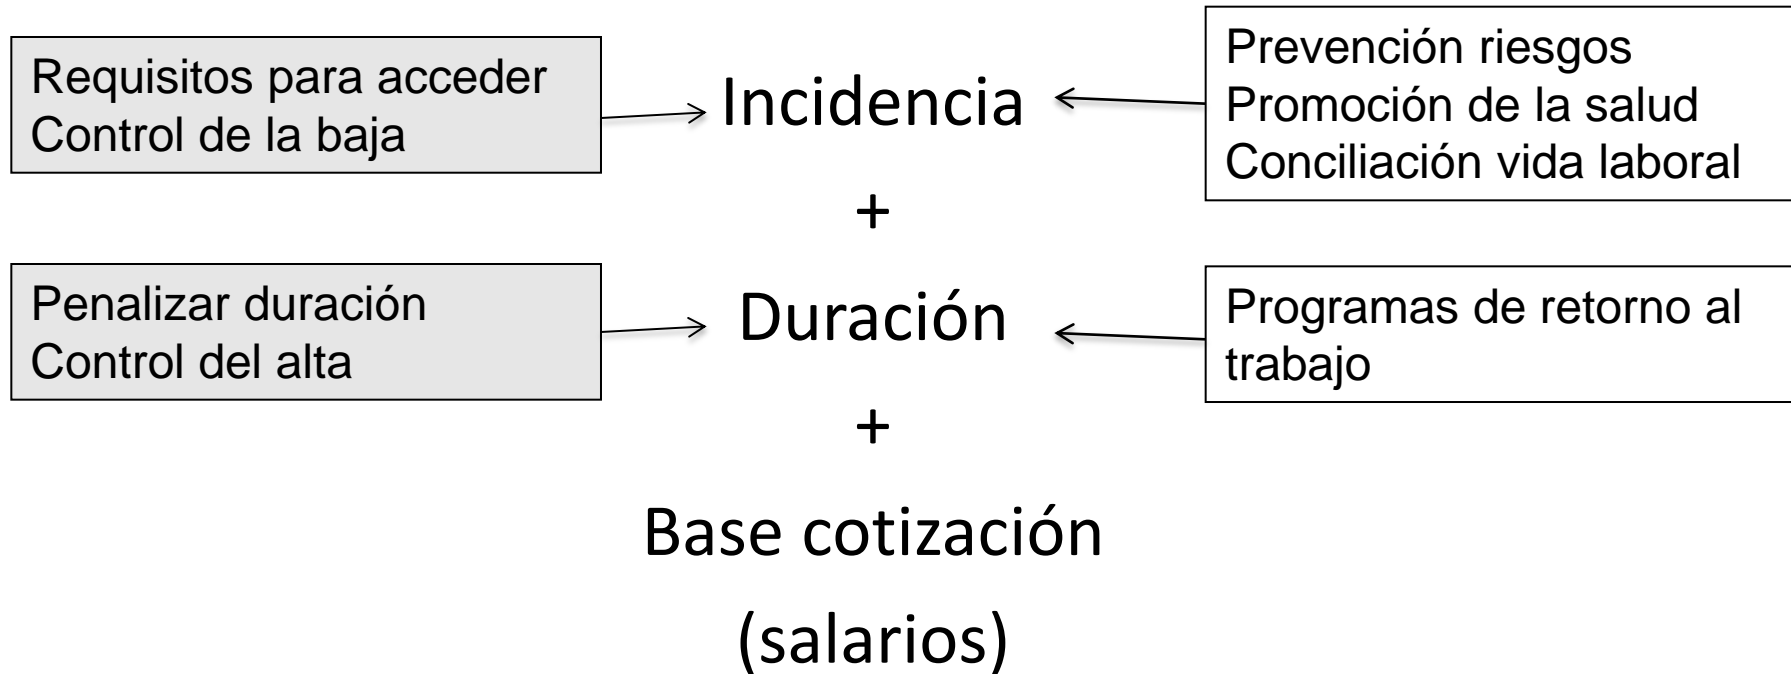 Requisitos para acceder
Control de la baja
Incidencia
Prevención riesgos
Promoción de la salud
Conciliación vida laboral
+
Penalizar duración
Control del alta
Duración
Programas de retorno al
trabajo
+
Base cotización
(salarios)